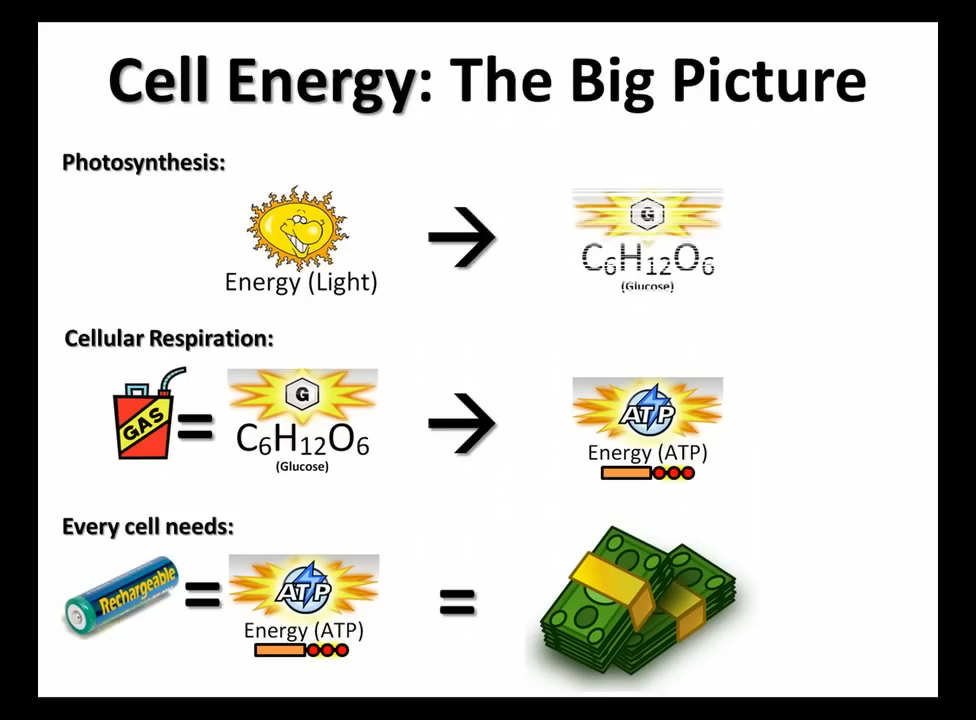 Cell Energy: The Big Picture
Photosynthesis:
G
Energy (Light)
C6H12O6
(Glucose)
Cellular Respiration:
GAS
=
G
C6H12O6
(Glucose)
ATP
Energy (ATP)
Every cell needs:
Rechargeable
=
ATP
Energy (ATP)
=